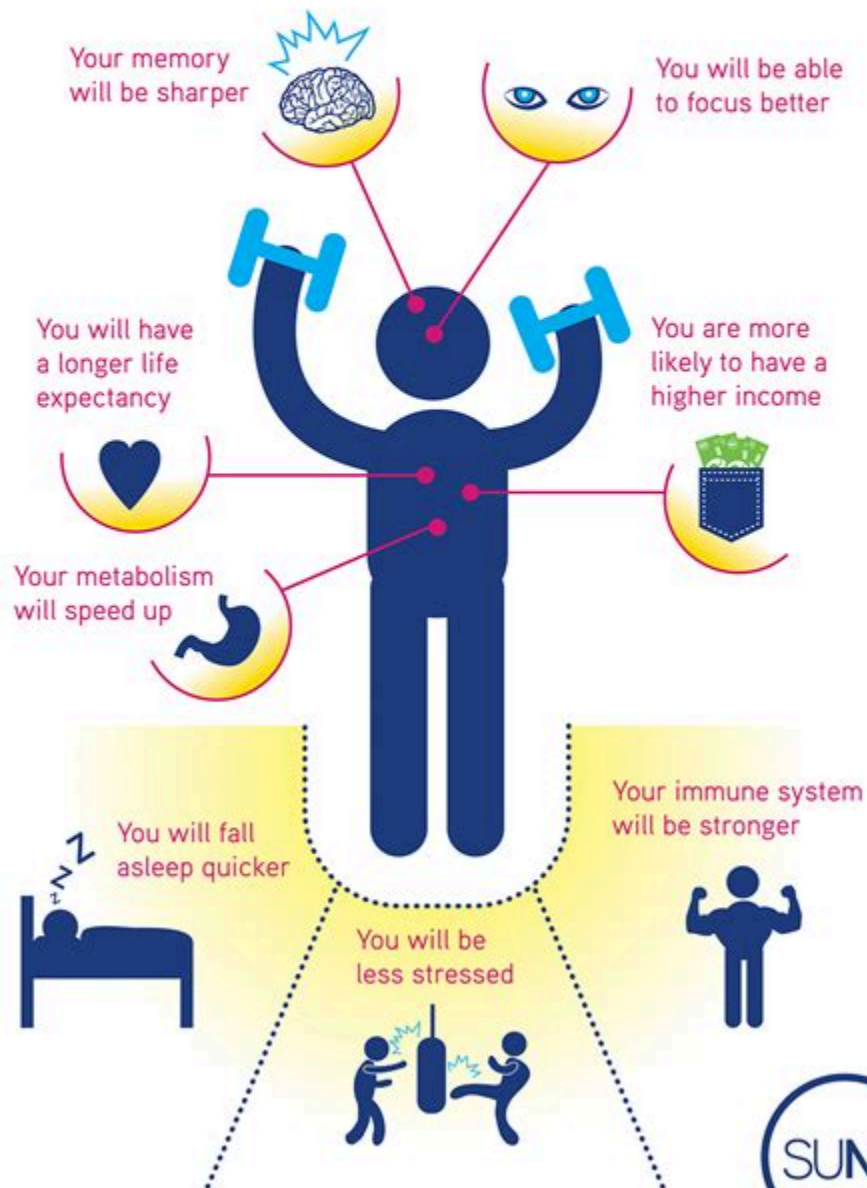 Your memory
will be sharper
You will be able
to focus better
You will have
a longer life
expectancy
You are more
likely to have a
higher income
Your metabolism
will speed up
You will fall
asleep quicker
z z Z
Your immune system
will be stronger
You will be
less stressed
SUN